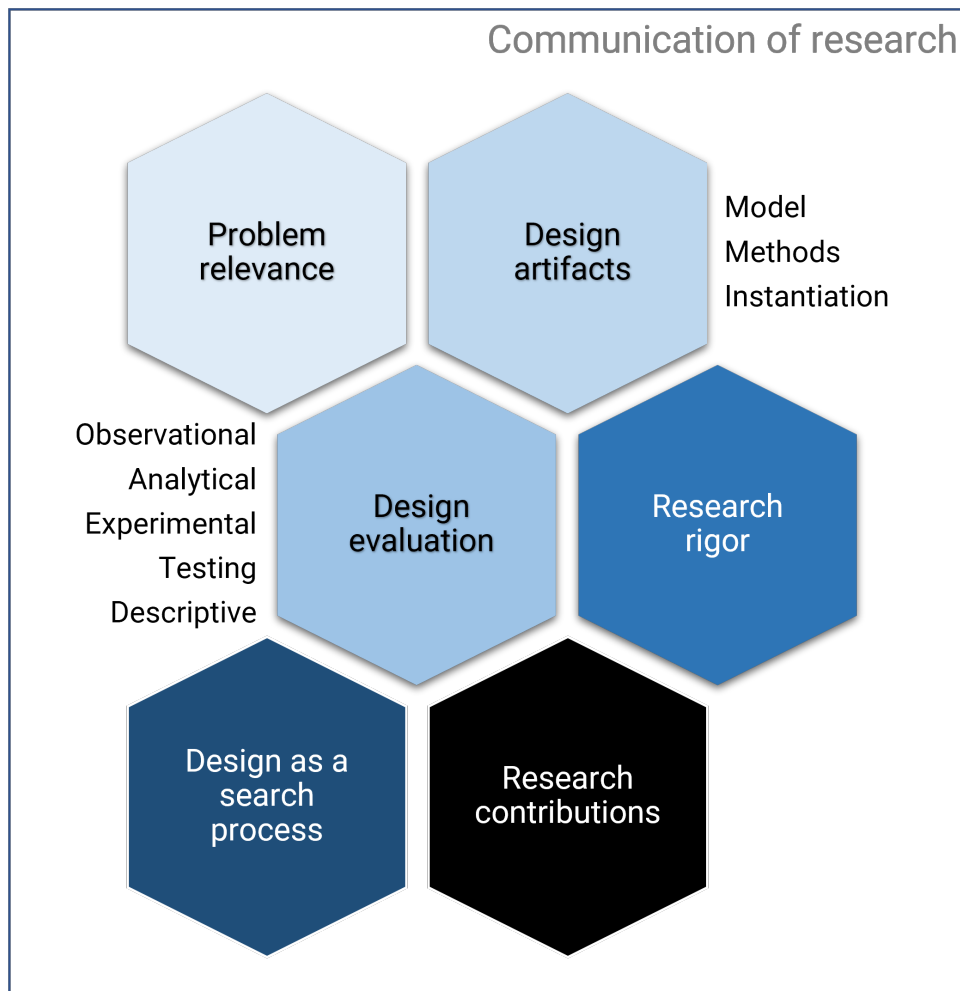 Communication of research
Problem
relevance
Design
artifacts
Model
Methods
Instantiation
Observational
Analytical
Experimental
Testing
Descriptive
Design
evaluation
Research
rigor
Design as a
search
process
Research
contributions